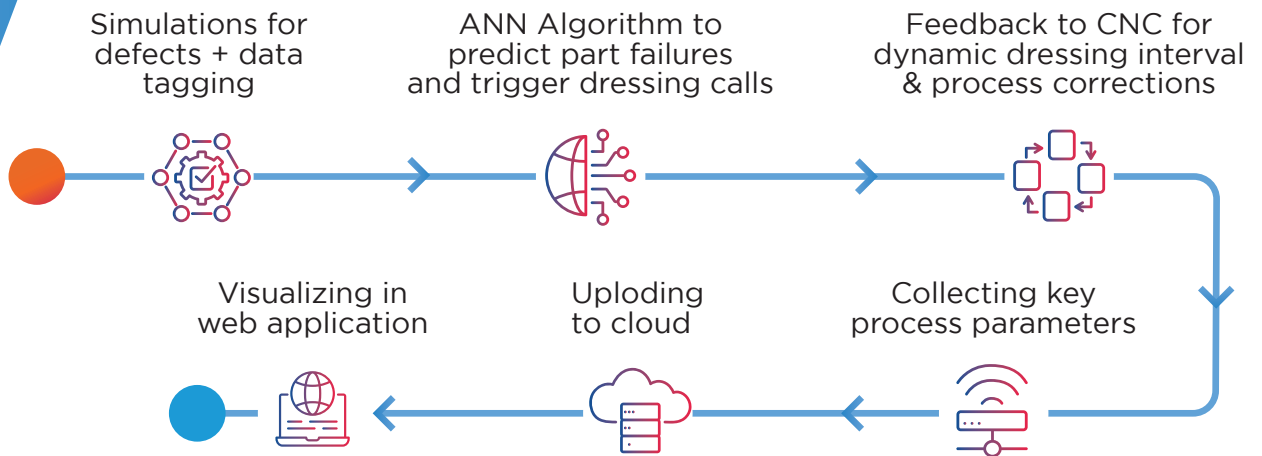 Simulations for
defects + data
tagging
ANN Algorithm to
predict part failures
and trigger dressing calls
Feedback to CNC for
dynamic dressing interval
& process corrections
Collecting key
process parameters
Uploding
to cloud
Visualizing in
web application